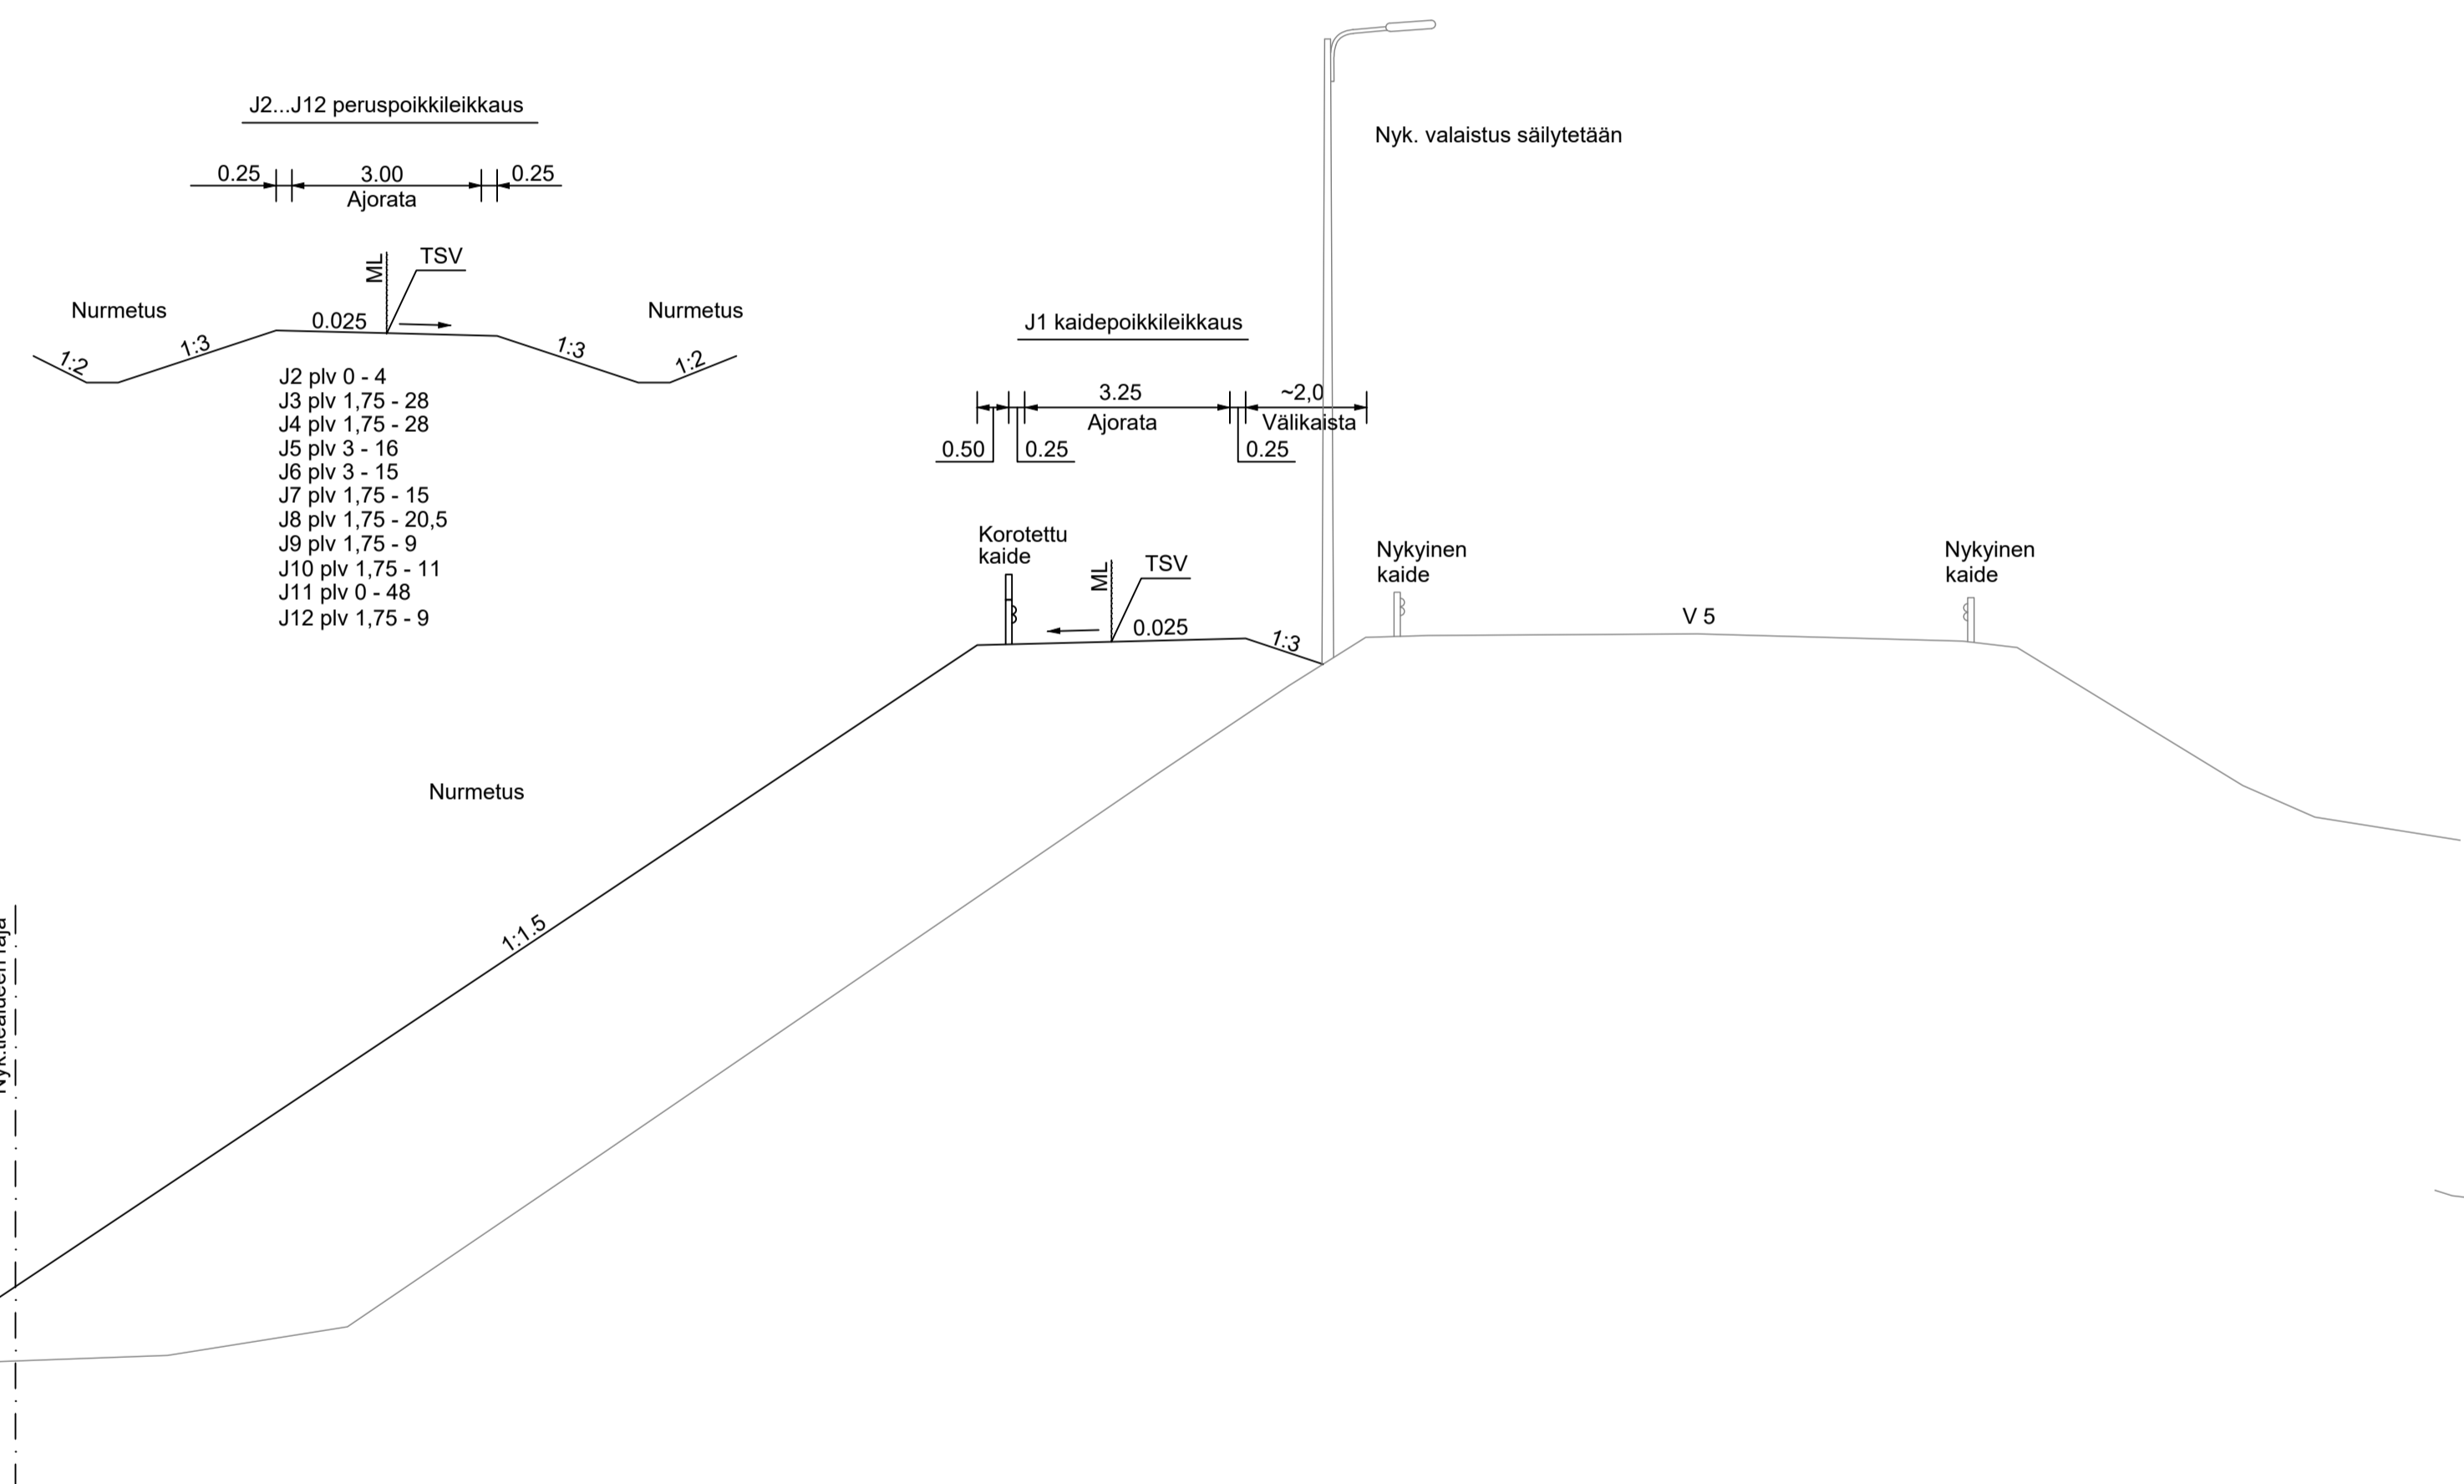 J2...J12 peruspoikkileikkaus
0.25 3.00 0.25
Ajorata
ML TSV
Nurmetus Nurmetus
1:2 1:3 0.025 1:3 1:2
J2 plv 0 - 4
J3 plv 1,75 - 28
J4 plv 1,75 - 28
J5 plv 3 - 16
J6 plv 3 - 15
J7 plv 1,75 - 15
J8 plv 1,75 - 20,5
J9 plv 1,75 - 9
J10 plv 1,75 - 11
J11 plv 0 - 48
J12 plv 1,75 - 9
Nyk. valaistus säilytetään
J1 kaidepoikkileikkaus
3.25 ~2,0
Ajorata Välikaista
0.50 0.25 0.25
Korotettu
kaide
ML TSV
0.025 1:3
Nykyinen
kaide
V 5
Nykyinen
kaide
Nurmetus
1:1.5
Nyk.tiealueen raja